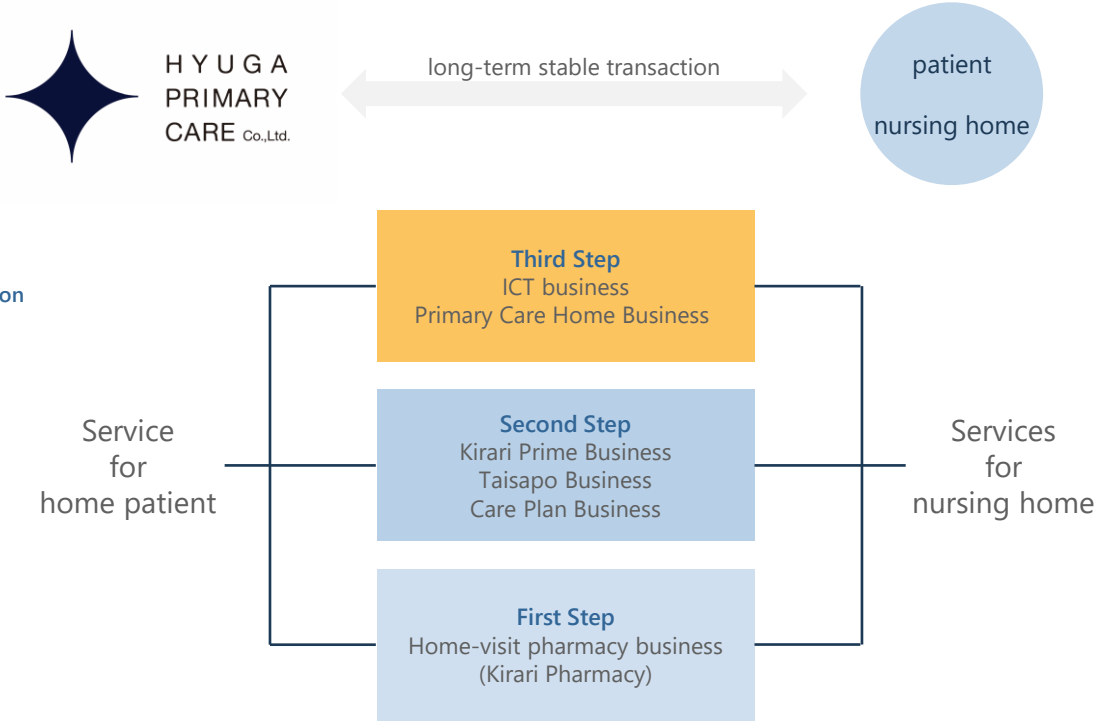 HYUGA
PRIMARY
CARE Co.,Ltd.
long-term stable transaction
patient
nursing home
on
Third Step
ICT business
Primary Care Home Business
Service
for
home patient
Second Step
Kirari Prime Business
Taisapo Business
Care Plan Business
Services
for
nursing home
First Step
Home-visit pharmacy business
(Kirari Pharmacy)